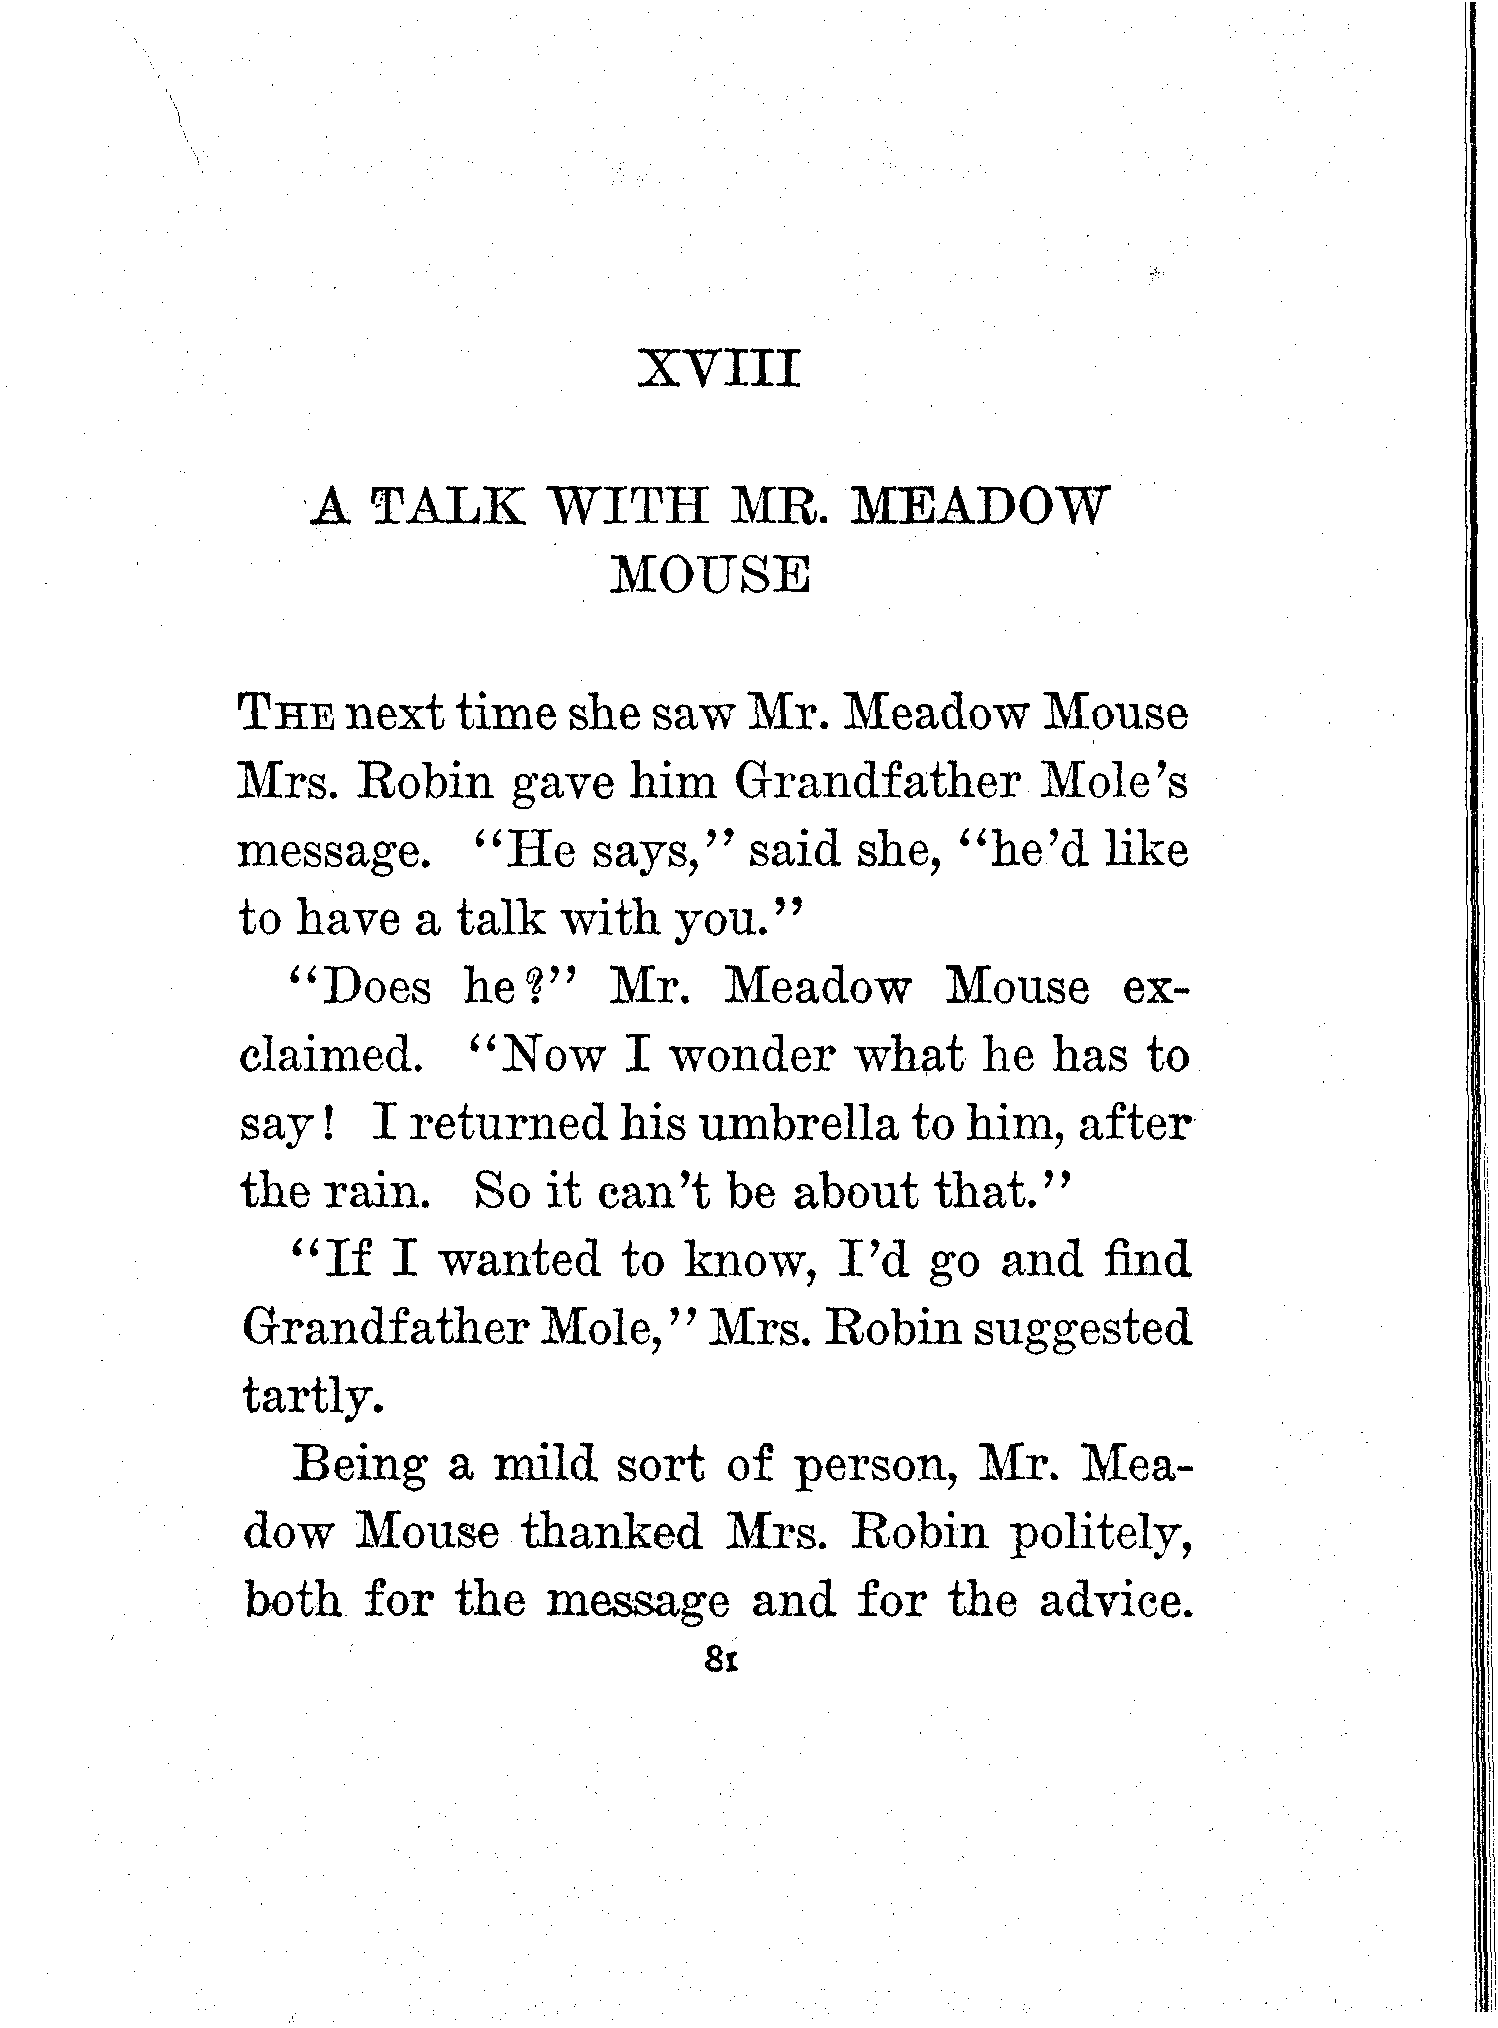 XVIII
A TALK WITH MR. MEADOW
MOUSE
THE next time she saw Mr. Meadow Mouse
Mrs. Robin gave him Grandfather Mole's
message. "He says," said she, "he'd like
to have a talk with you."
"Does he?" Mr. Meadow Mouse ex-
claimed. "Now I wonder what he has to
say! I returned his umbrella to him, after
the rain. So it can't be about that."
"If I wanted to know, I'd go and find
Grandfather Mole," Mrs. Robin suggested
tartly.
Being a mild sort of person, Mr. Mea-
dow Mouse thanked Mrs. Robin politely,
both for the message and for the advice.
81